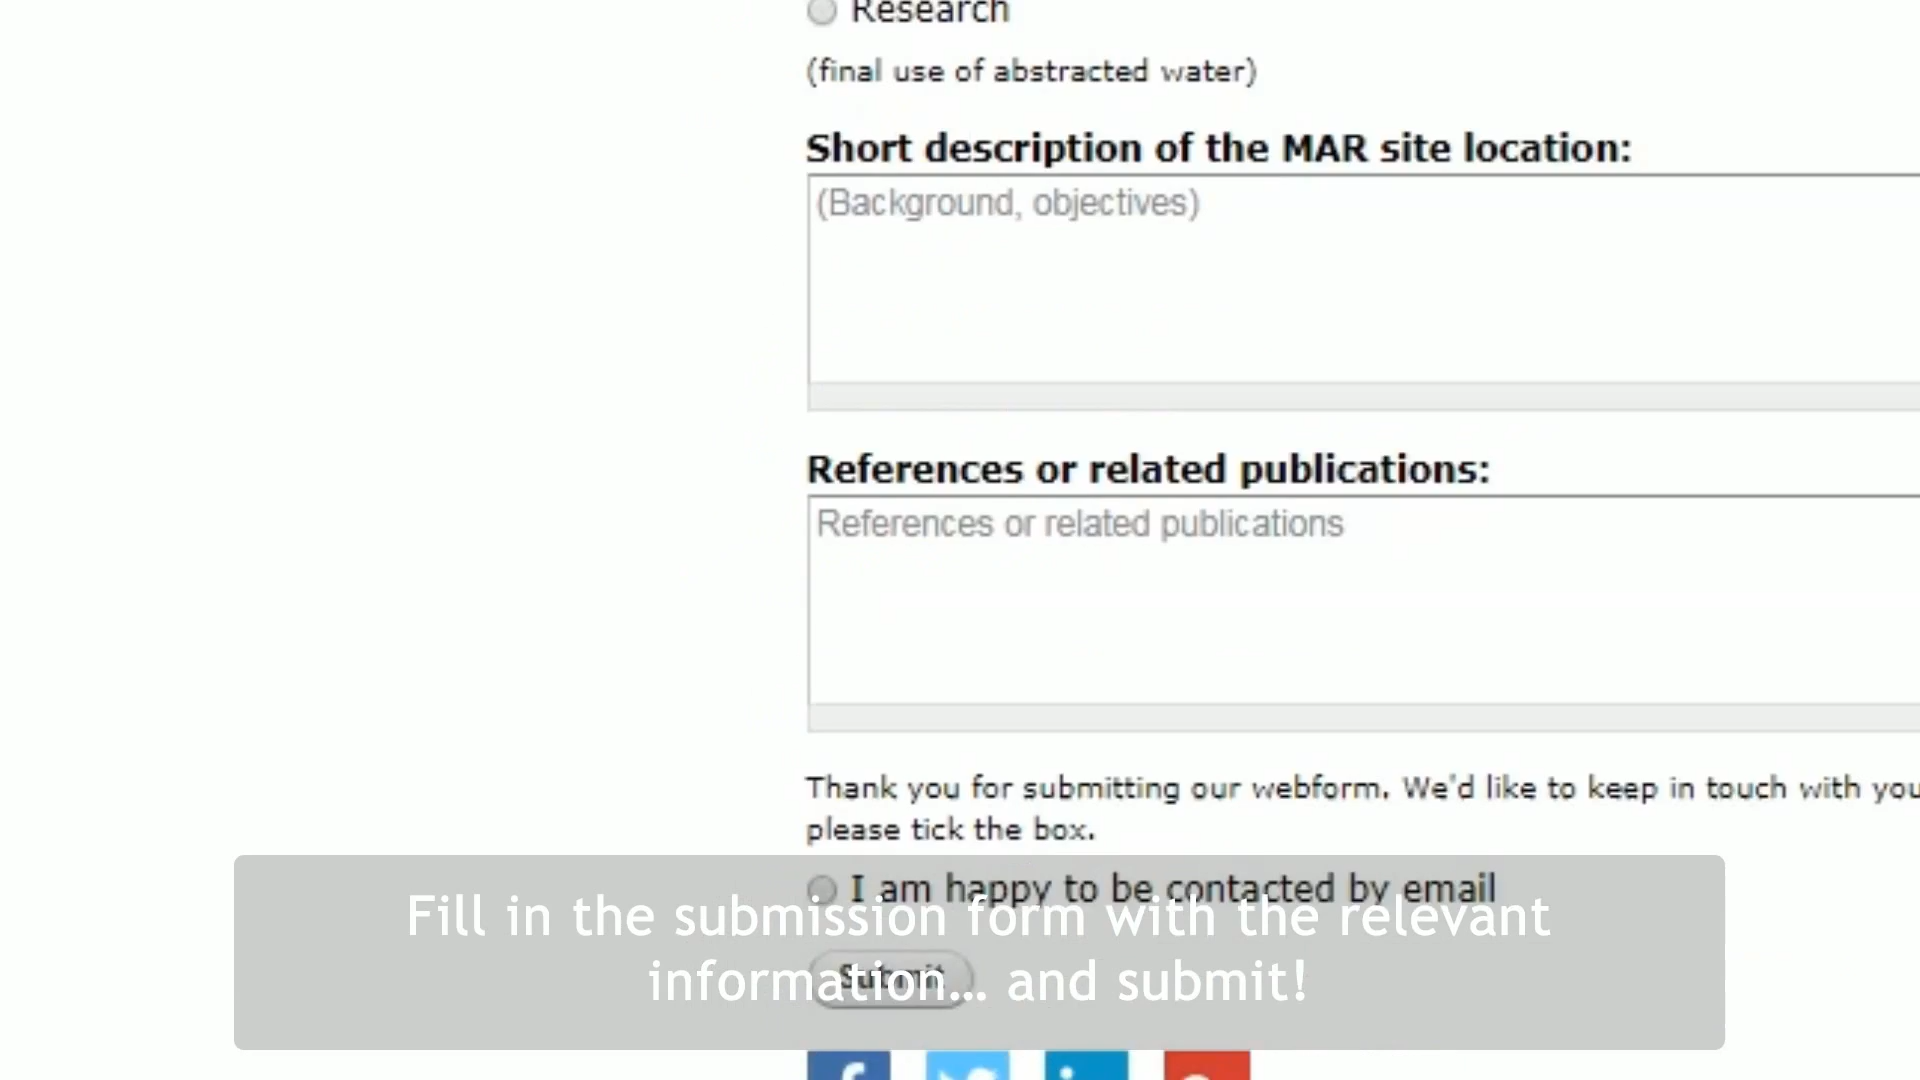 Research
(final use of abstracted water)
Short description of the MAR site location:
(Background, objectives)
References or related publications:
References or related publications
Thank you for submitting our webform. We'd like to keep in touch with you
please tick the box.
I am happy to be contacted by email
Fill in the submission form with the relevant
Submit
information... and submit!